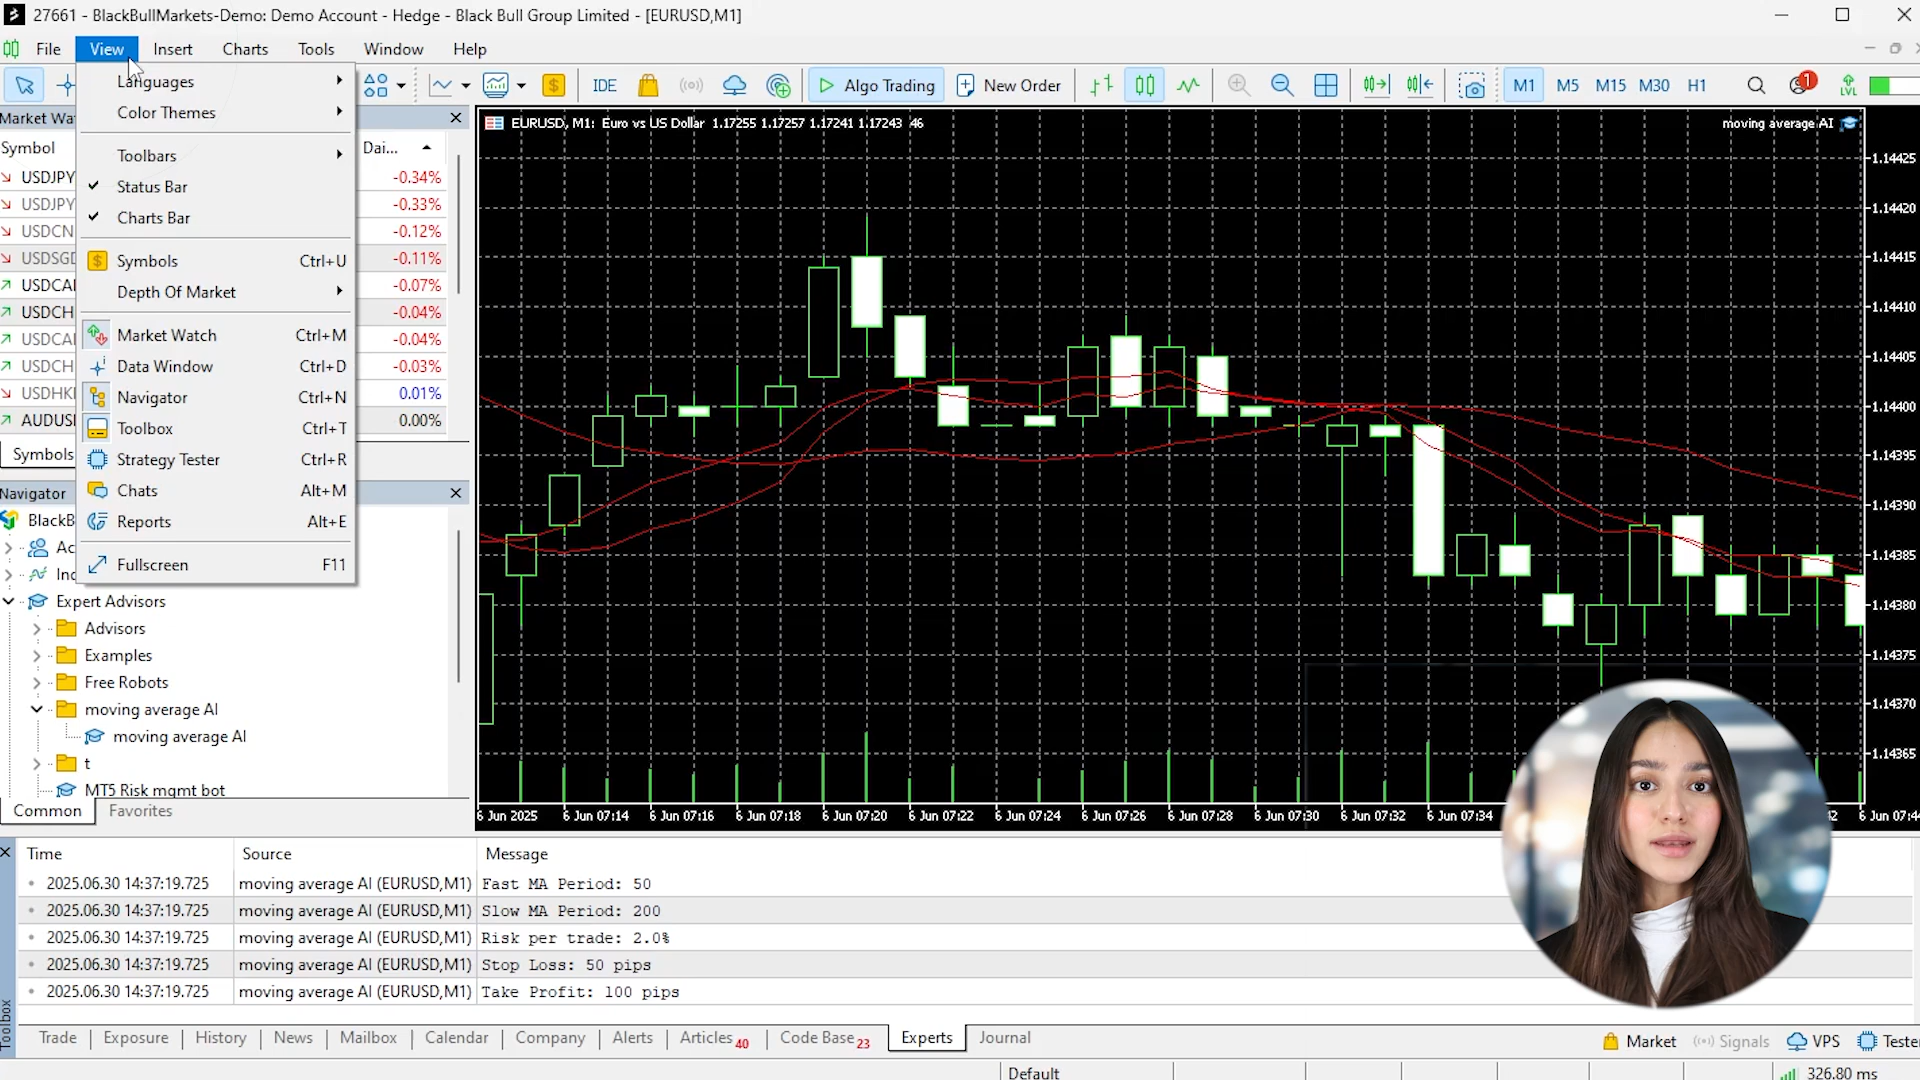 27661 - BlackBullMarkets-Demo: Demo Account - Hedge - Black Bull Group Limited - [EURUSD,M1]
File View Insert Charts Tools Window Help
IDE Algo Trading New Order M1 M5 M15 M30 H1 1 LVL
Languages
Color Themes
Toolbars
Status Bar
Charts Bar
Symbols Ctrl+U
Depth Of Market
Market Watch Ctrl+M
Data Window Ctrl+D
Navigator Ctrl+N
Toolbox Ctrl+T
Strategy Tester Ctrl+R
Chats Alt+M
Reports Alt+E
Fullscreen F11
Market Wa
Symbol Dai...
USDJPY -0.34%
USDJPY -0.33%
USDCN -0.12%
USDSGD -0.11%
USDCAI -0.07%
USDCH -0.04%
USDCAI -0.04%
USDCH -0.03%
USDHKI 0.01%
AUDUSI 0.00%
Symbols
Navigator
BlackB
Ac
Inc
Expert Advisors
Advisors
Examples
Free Robots
moving average AI
moving average AI
t
MT5 Risk mgmt bot
Common Favorites
EURUSD, M1: Euro vs US Dollar 1.17255 1.17257 1.17241 1.17243 46
moving average AI
1.14425
1.14420
1.14415
1.14410
1.14405
1.14400
1.14395
1.14390
1.14385
1.14380
1.14375
1.14370
1.14365
6 Jun 2025 6 Jun 07:14 6 Jun 07:16 6 Jun 07:18 6 Jun 07:20 6 Jun 07:22 6 Jun 07:24 6 Jun 07:26 6 Jun 07:28 6 Jun 07:30 6 Jun 07:32 6 Jun 07:34 42 6 Jun 07:44
Time Source Message
2025.06.30 14:37:19.725 moving average AI (EURUSD,M1) Fast MA Period: 50
2025.06.30 14:37:19.725 moving average AI (EURUSD,M1) Slow MA Period: 200
2025.06.30 14:37:19.725 moving average AI (EURUSD,M1) Risk per trade: 2.0%
2025.06.30 14:37:19.725 moving average AI (EURUSD,M1) Stop Loss: 50 pips
2025.06.30 14:37:19.725 moving average AI (EURUSD,M1) Take Profit: 100 pips
Toolbox
Trade Exposure History News Mailbox Calendar Company Alerts Articles 40 Code Base 23 Experts Journal
Market Signals VPS Tester
Default 326.80 ms